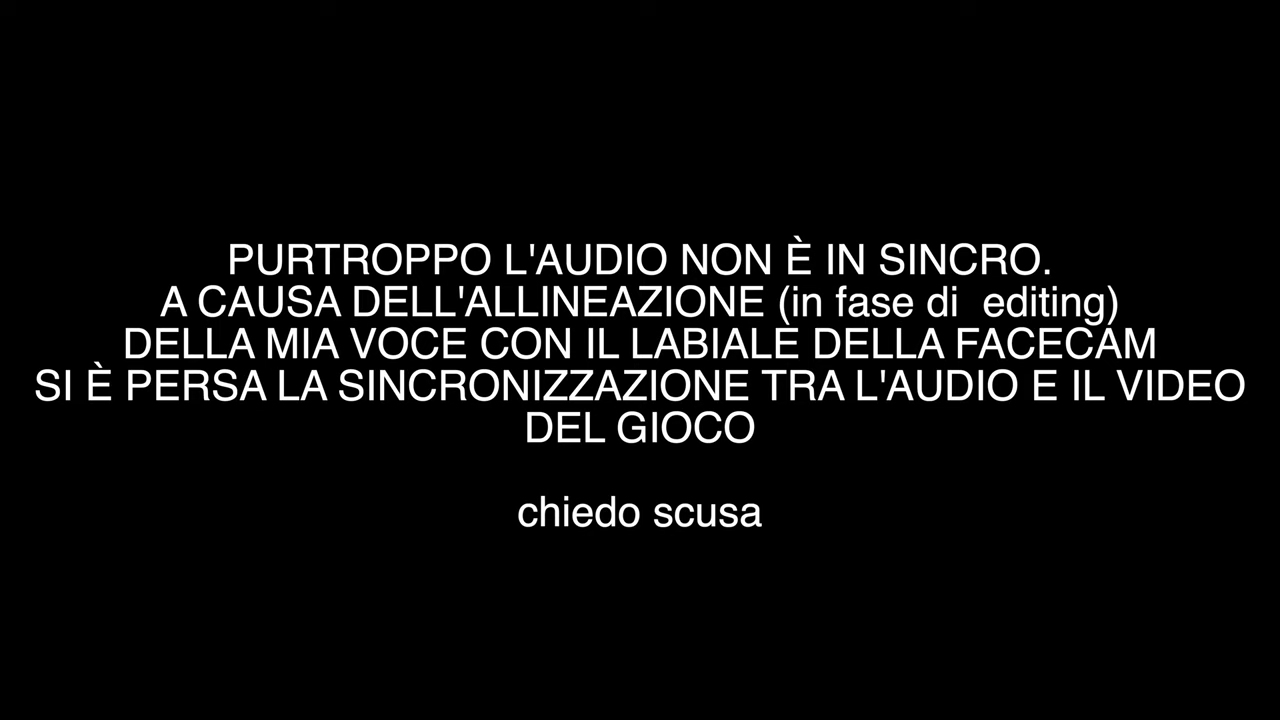 PURTROPPO L'AUDIO NON È IN SINCRO.
A CAUSA DELL'ALLINEAZIONE (in fase di  editing)
DELLA MIA VOCE CON IL LABIALE DELLA FACECAM
SI È PERSA LA SINCRONIZZAZIONE TRA L'AUDIO E IL VIDEO
DEL GIOCO
chiedo scusa